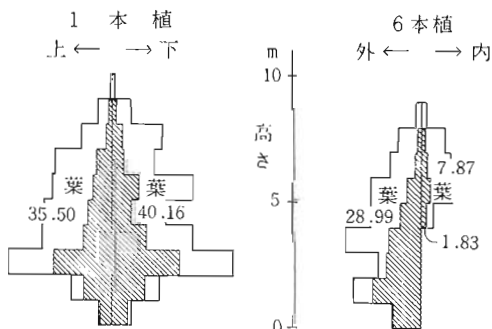 1 本 植
上 ← → 下
葉 葉
35.50 40.16
m
10
高さ
5
0
6本植
外 ← → 内
7.87
葉 葉
28.99
1.83